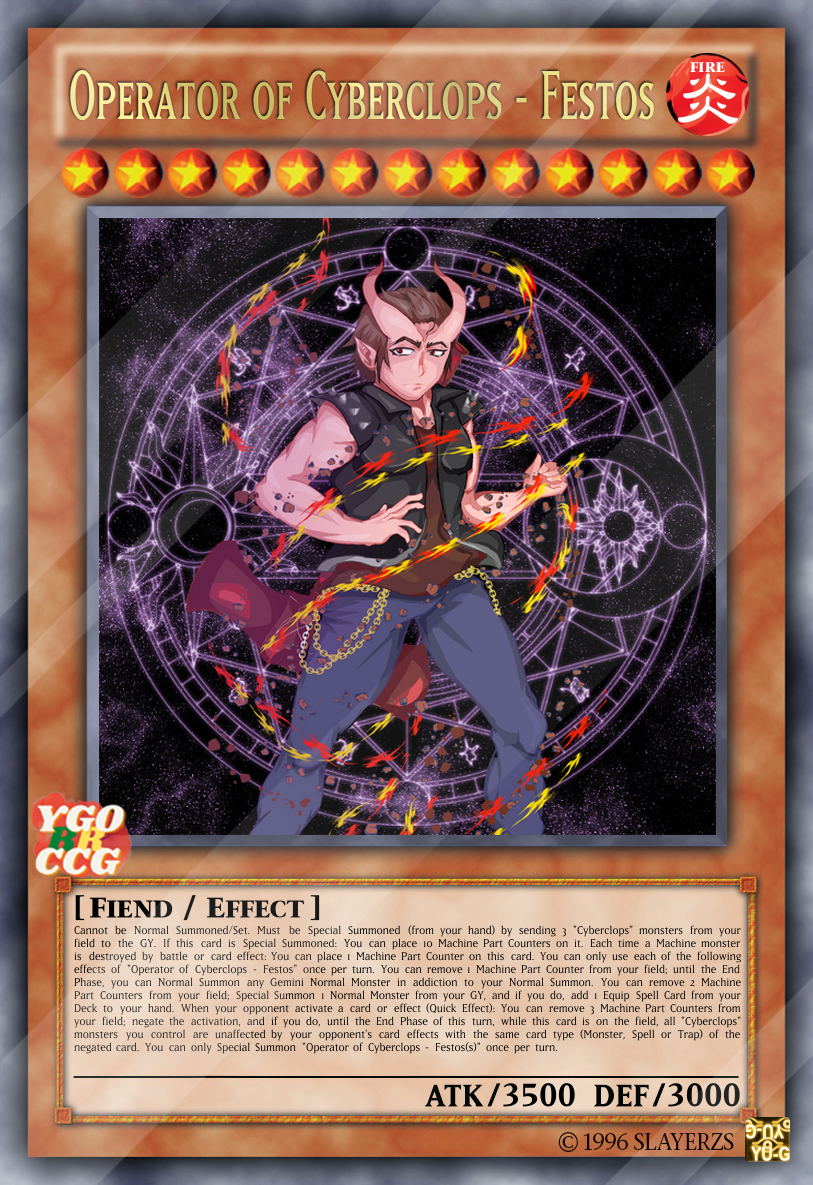 Operator of Cyberclops - Festos
FIRE
炎
YGO
BR
CCG
[ Fiend / Effect ]
Cannot be Normal Summoned/Set. Must be Special Summoned (from your hand) by sending 3 "Cyberclops" monsters from your
field to the GY. If this card is Special Summoned: You can place 10 Machine Part Counters on it. Each time a Machine monster
is destroyed by battle or card effect: You can place 1 Machine Part Counter on this card. You can only use each of the following
effects of "Operator of Cyberclops - Festos" once per turn. You can remove 1 Machine Part Counter from your field; until the End
Phase, you can Normal Summon any Gemini Normal Monster in addiction to your Normal Summon. You can remove 2 Machine
Part Counters from your field; Special Summon 1 Normal Monster from your GY, and if you do, add 1 Equip Spell Card from your
Deck to your hand. When your opponent activate a card or effect (Quick Effect): You can remove 3 Machine Part Counters from
your field; negate the activation, and if you do, until the End Phase of this turn, while this card is on the field, all "Cyberclops"
monsters you control are unaffected by your opponent's card effects with the same card type (Monster, Spell or Trap) of the
negated card. You can only Special Summon "Operator of Cyberclops - Festos(s)" once per turn.
ATK/3500 DEF/3000
© 1996 SLAYERZS